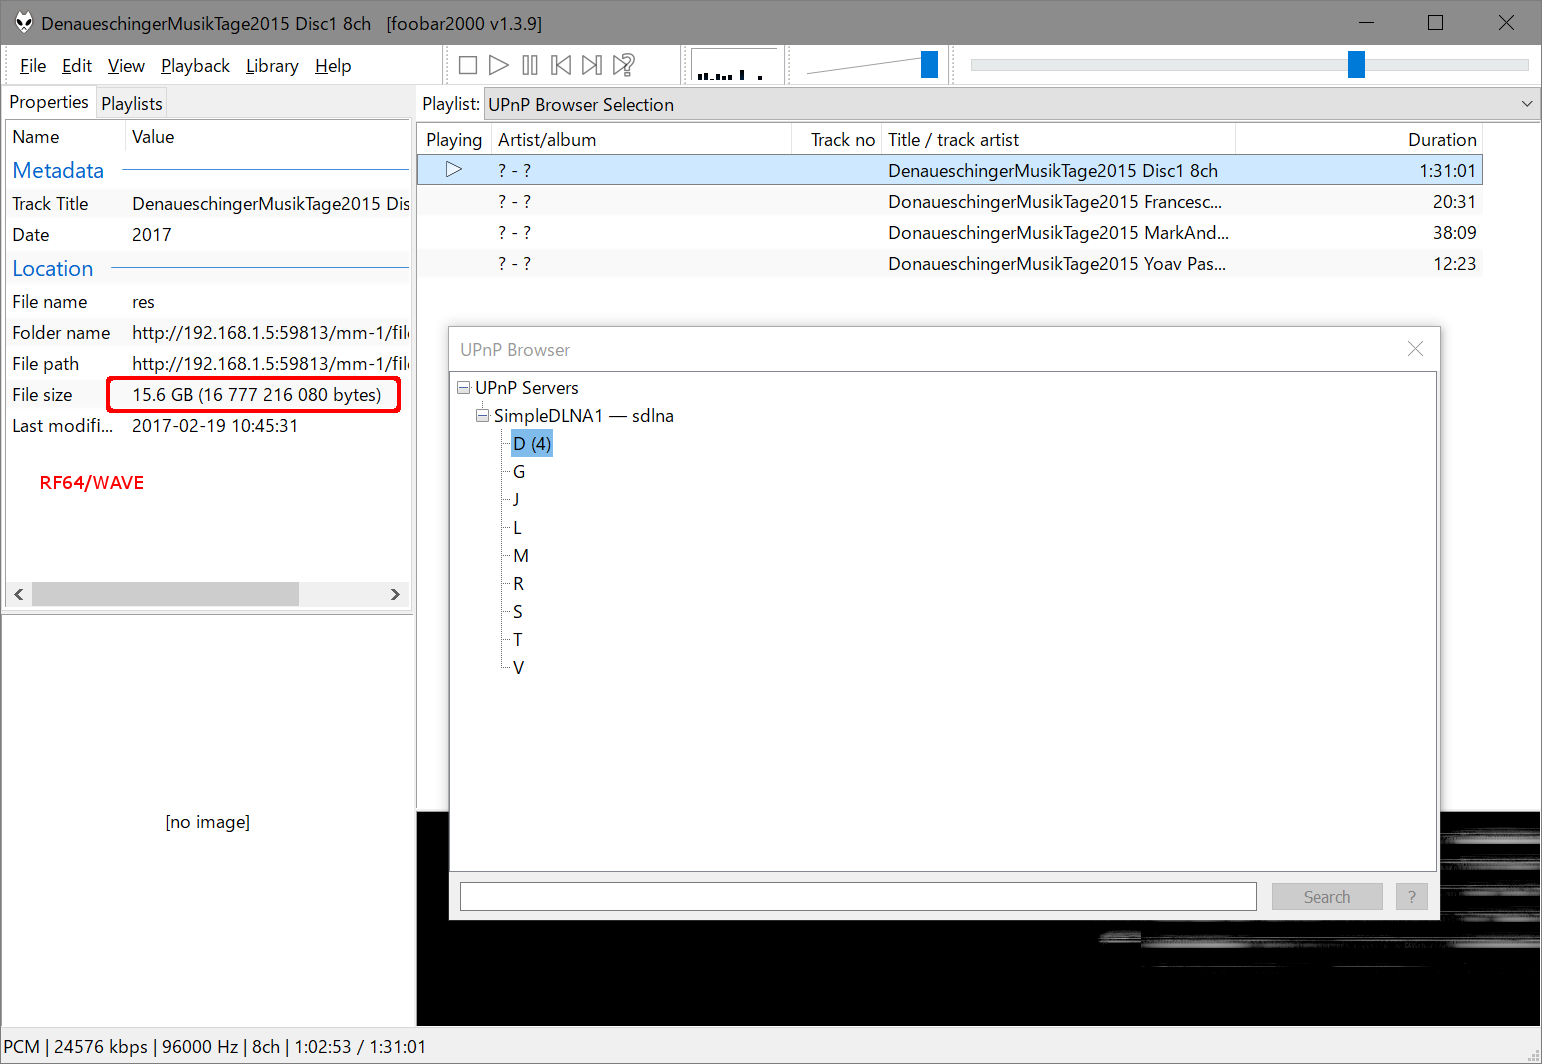 DenaueschingerMusikTage2015 Disc1 8ch [foobar2000 v1.3.9]
File Edit View Playback Library Help
Properties Playlists
Playlist: UPnP Browser Selection
Name Value
Metadata
Track Title DenaueschingerMusikTage2015 Dis
Date 2017
Location
File name res
Folder name http://192.168.1.5:59813/mm-1/file
File path http://192.168.1.5:59813/mm-1/file
File size 15.6 GB (16 777 216 080 bytes)
Last modifi... 2017-02-19 10:45:31
RF64/WAVE
[no image]
Playing Artist/album Track no Title / track artist Duration
? - ? DenaueschingerMusikTage2015 Disc1 8ch 1:31:01
? - ? DonaueschingerMusikTage2015 Francesc... 20:31
? - ? DonaueschingerMusikTage2015 MarkAnd... 38:09
? - ? DonaueschingerMusikTage2015 Yoav Pas... 12:23
UPnP Browser
UPnP Servers
SimpleDLNA1 — sdlna
D (4)
G
J
L
M
R
S
T
V
Search ?
PCM | 24576 kbps | 96000 Hz | 8ch | 1:02:53 / 1:31:01